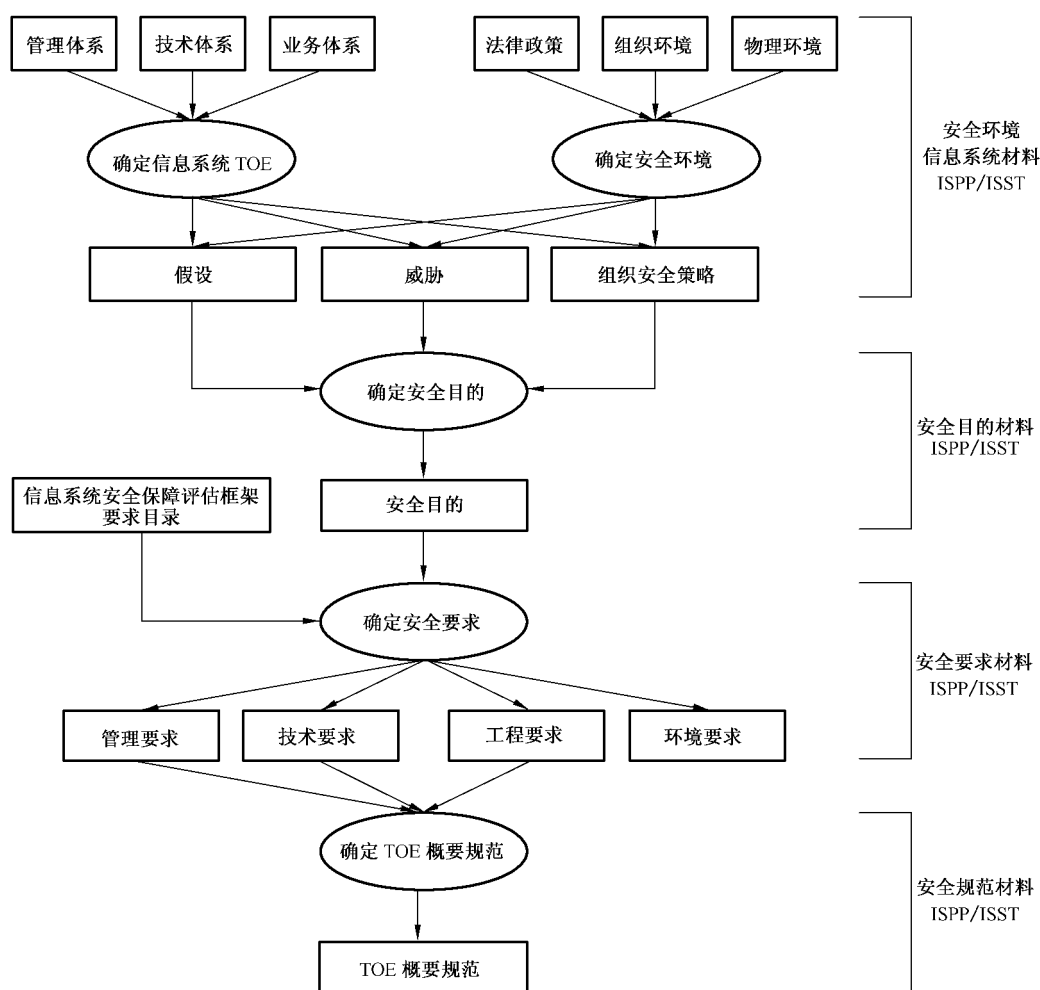 管理体系
技术体系
业务体系
法律政策
组织环境
物理环境
安全环境
信息系统材料
ISPP/ISST
确定信息系统 TOE
确定安全环境
假设
威胁
组织安全策略
确定安全目的
安全目的材料
ISPP/ISST
信息系统安全保障评估框架
要求目录
安全目的
确定安全要求
安全要求材料
ISPP/ISST
管理要求
技术要求
工程要求
环境要求
确定 TOE 概要规范
安全规范材料
ISPP/ISST
TOE 概要规范